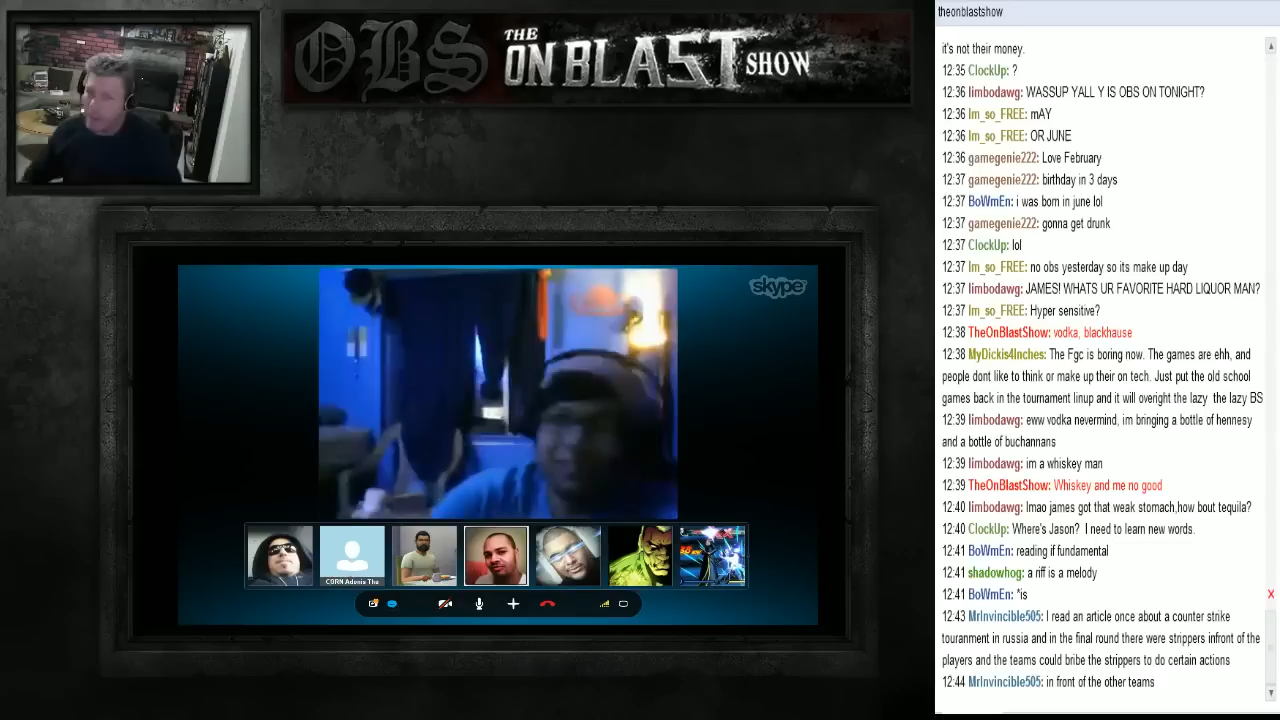 OBS THE ON BLAST SHOW
skype
CORN Adonis Tha
theonblastshow
it's not their money.
12:35 ClockUp: ?
12:36 limbodawg: WASSUP YALL Y IS OBS ON TONIGHT?
12:36 Im_so_FREE: mAY
12:36 Im_so_FREE: OR JUNE
12:36 gamegenie222: Love February
12:37 gamegenie222: birthday in 3 days
12:37 BoWmEn: i was born in june lol
12:37 gamegenie222: gonna get drunk
12:37 ClockUp: lol
12:37 Im_so_FREE: no obs yesterday so its make up day
12:37 limbodawg: JAMES! WHATS UR FAVORITE HARD LIQUOR MAN?
12:37 Im_so_FREE: Hyper sensitive?
12:38 TheOnBlastShow: vodka, blackhause
12:38 MyDickis4Inches: The Fgc is boring now. The games are ehh, and
people dont like to think or make up their on tech. Just put the old school
games back in the tournament linup and it will overight the lazy the lazy BS
12:39 limbodawg: eww vodka nevermind, im bringing a bottle of hennesy
and a bottle of buchannans
12:39 limbodawg: im a whiskey man
12:39 TheOnBlastShow: Whiskey and me no good
12:40 limbodawg: lmao james got that weak stomach,how bout tequila?
12:40 ClockUp: Where's Jason? I need to learn new words.
12:41 BoWmEn: reading if fundamental
12:41 shadowhog: a riff is a melody
12:41 BoWmEn: *is
12:43 MrInvincible505: I read an article once about a counter strike
touranment in russia and in the final round there were strippers infront of the
players and the teams could bribe the strippers to do certain actions
12:44 MrInvincible505: in front of the other teams